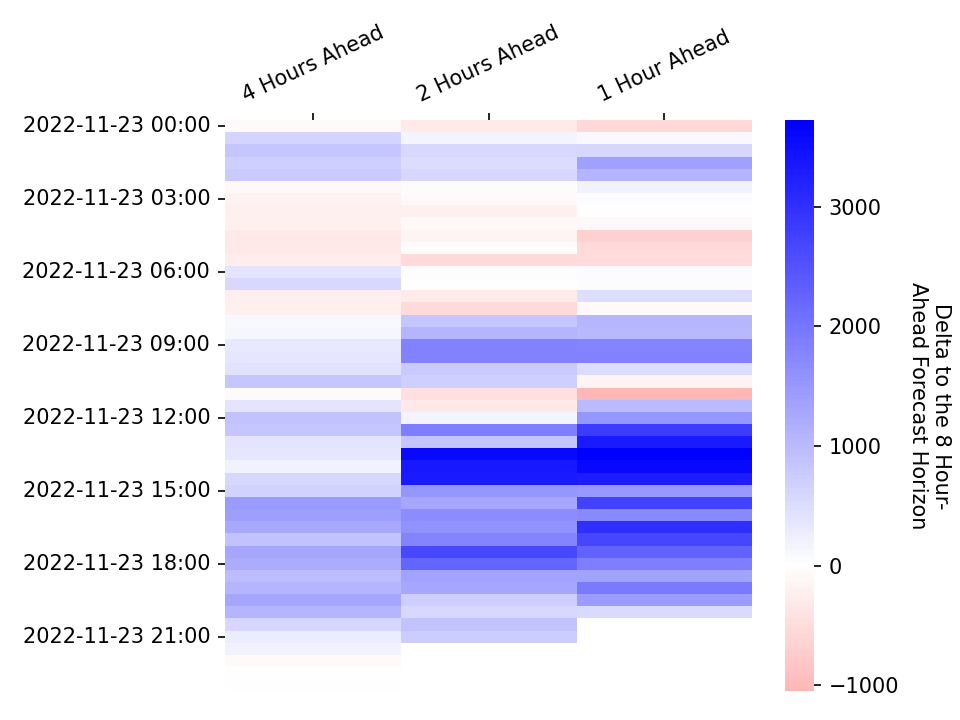 4 Hours Ahead
2 Hours Ahead
1 Hour Ahead
2022-11-23 00:00
2022-11-23 03:00
2022-11-23 06:00
2022-11-23 09:00
2022-11-23 12:00
2022-11-23 15:00
2022-11-23 18:00
2022-11-23 21:00
3000
2000
1000
0
−1000
Delta to the 8 Hour-
Ahead Forecast Horizon